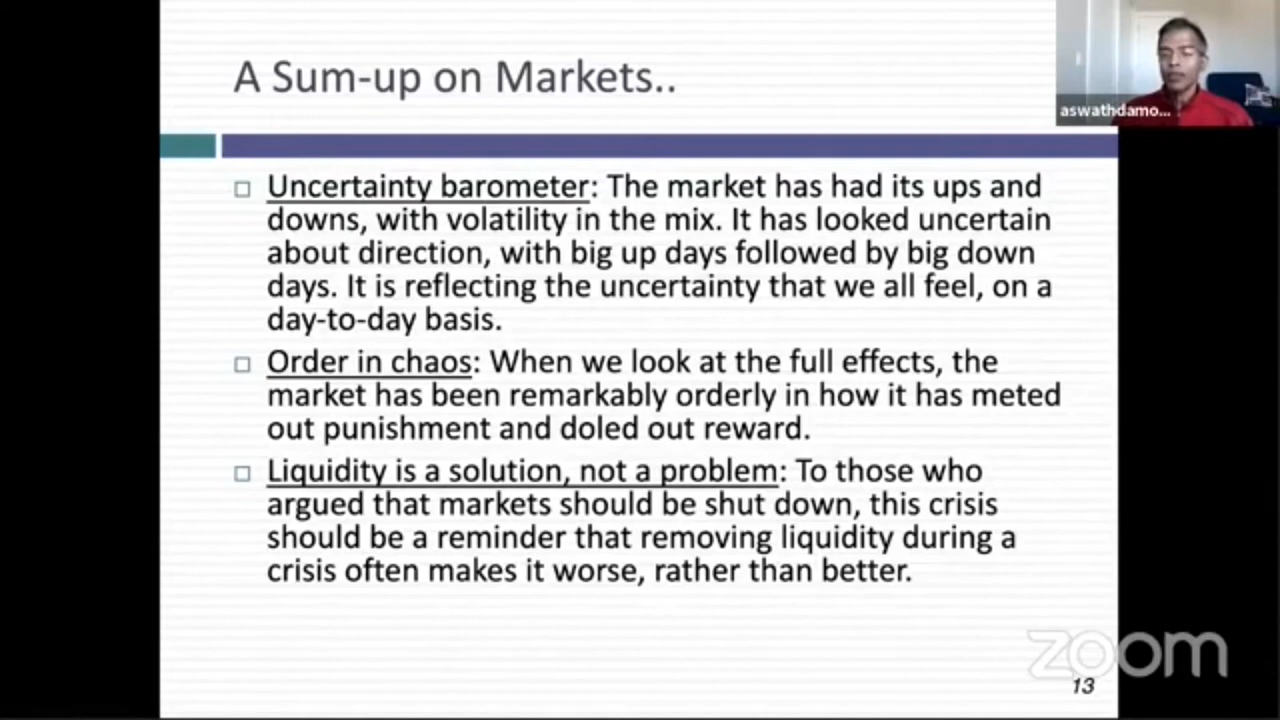 A Sum-up on Markets..
aswathdamo...
Uncertainty barometer: The market has had its ups and
downs, with volatility in the mix. It has looked uncertain
about direction, with big up days followed by big down
days. It is reflecting the uncertainty that we all feel, on a
day-to-day basis.
Order in chaos: When we look at the full effects, the
market has been remarkably orderly in how it has meted
out punishment and doled out reward.
Liquidity is a solution, not a problem: To those who
argued that markets should be shut down, this crisis
should be a reminder that removing liquidity during a
crisis often makes it worse, rather than better.
zoom
13